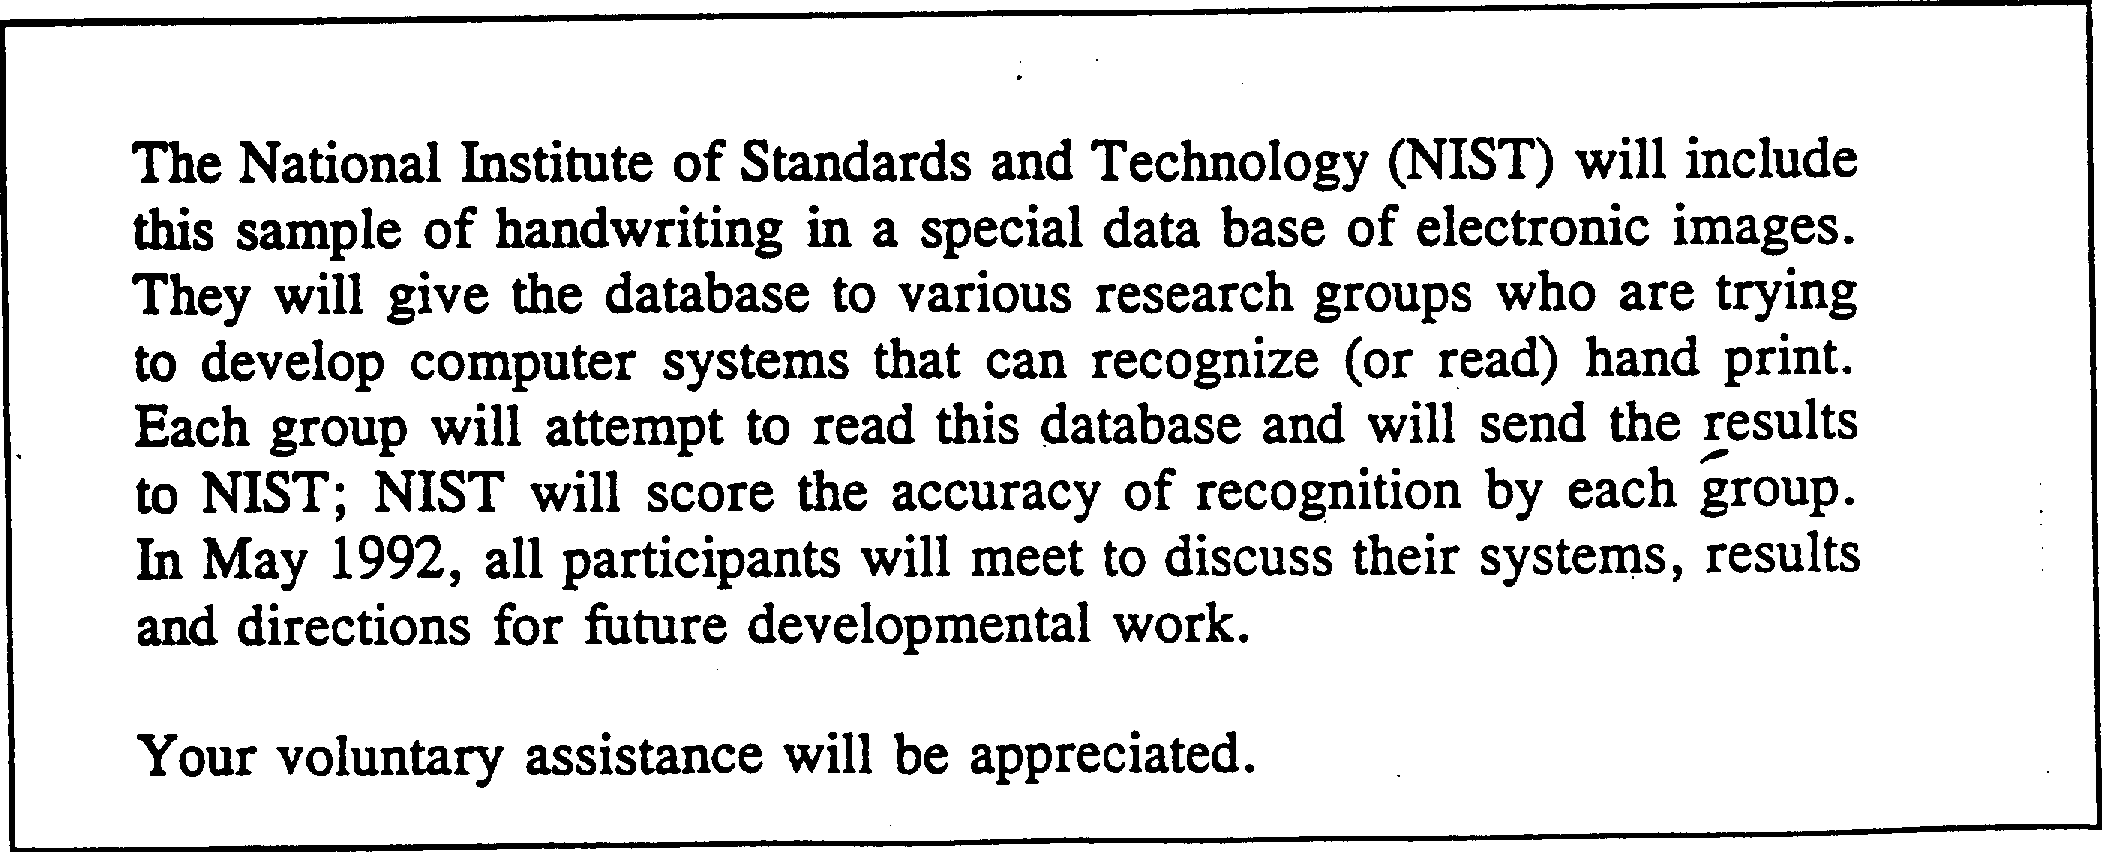 The National Institute of Standards and Technology (NIST) will include
this sample of handwriting in a special data base of electronic images.
They will give the database to various research groups who are trying
to develop computer systems that can recognize (or read) hand print.
Each group will attempt to read this database and will send the results
to NIST; NIST will score the accuracy of recognition by each group.
In May 1992, all participants will meet to discuss their systems, results
and directions for future developmental work.
Your voluntary assistance will be appreciated.